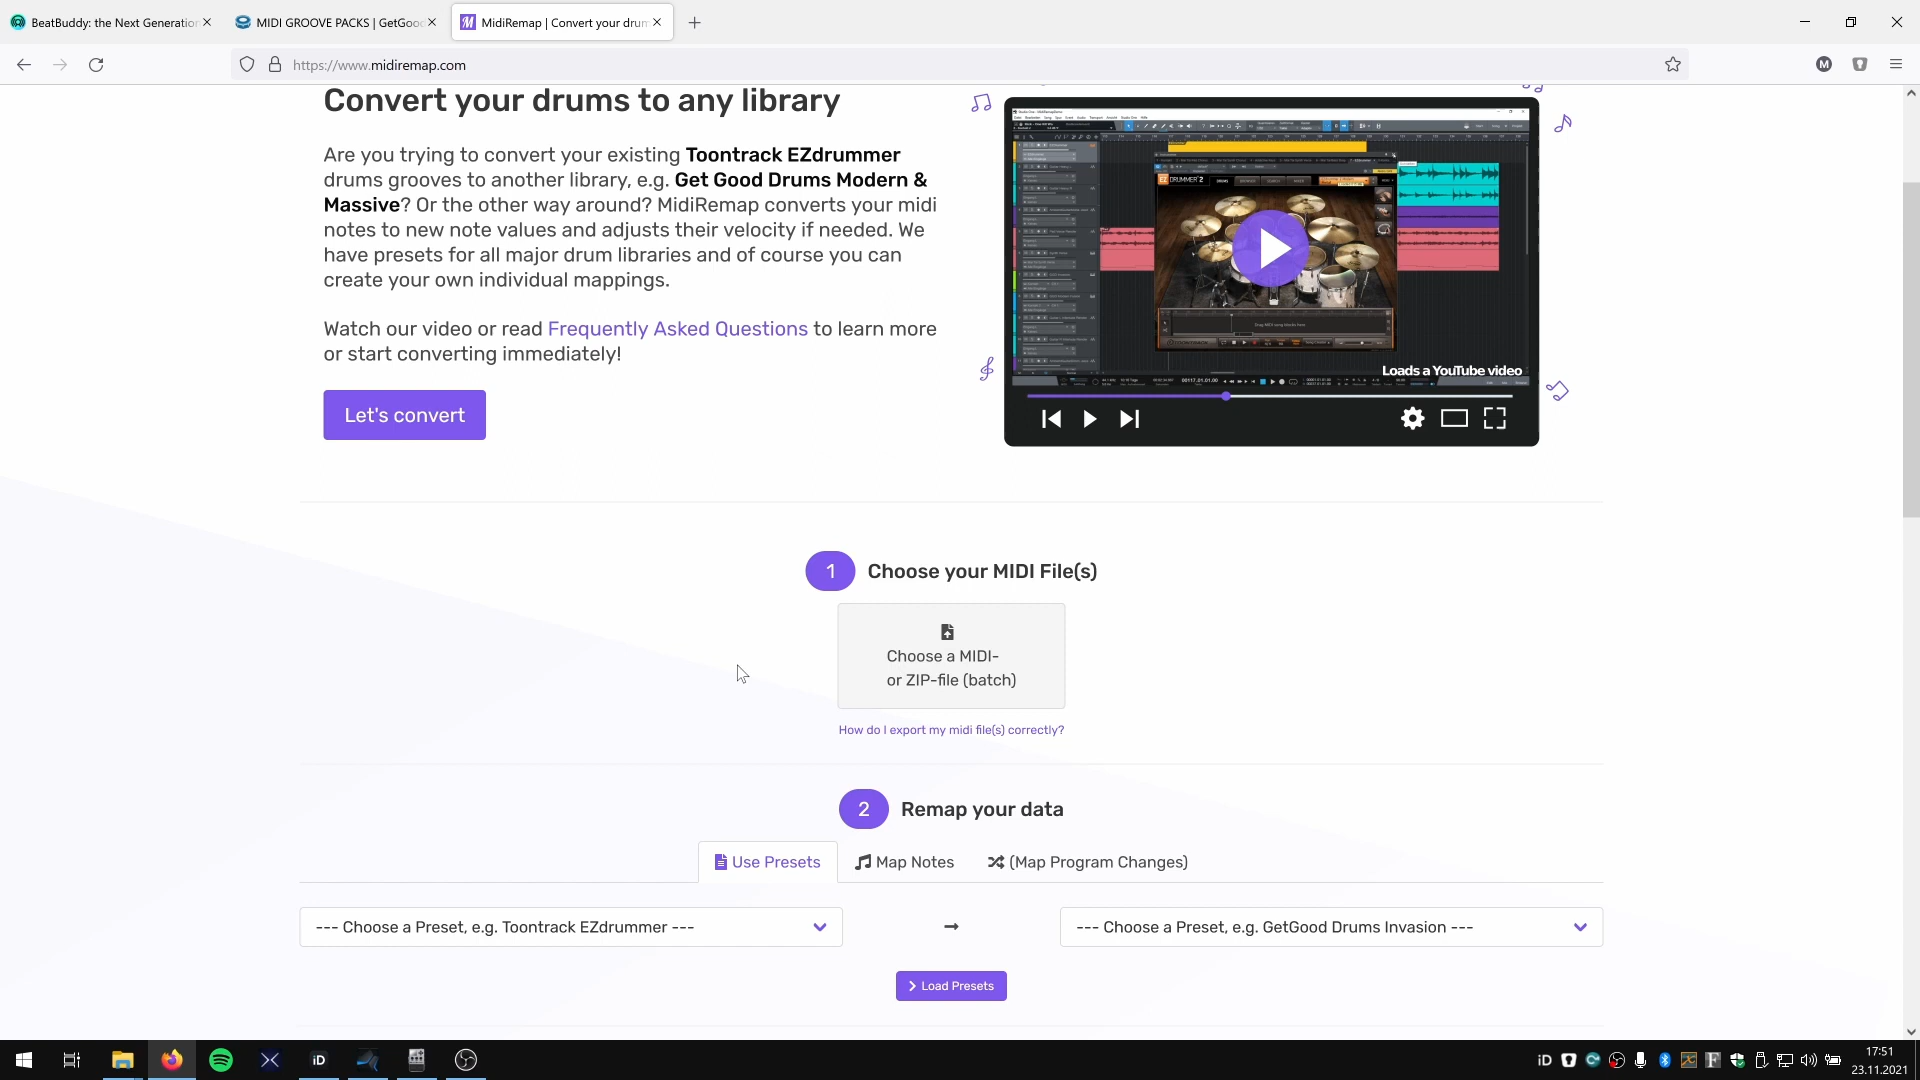 BeatBuddy: the Next Generation
MIDI GROOVE PACKS | GetGood
MidiRemap | Convert your drum
https://www.midiremap.com
Convert your drums to any library
Are you trying to convert your existing Toontrack EZdrummer
drums grooves to another library, e.g. Get Good Drums Modern &
Massive? Or the other way around? MidiRemap converts your midi
notes to new note values and adjusts their velocity if needed. We
have presets for all major drum libraries and of course you can
create your own individual mappings.
Watch our video or read Frequently Asked Questions to learn more
or start converting immediately!
Let's convert
DRUMMER 2
Loads a YouTube video
1 Choose your MIDI File(s)
Choose a MIDI-
or ZIP-file (batch)
How do I export my midi file(s) correctly?
2 Remap your data
Use Presets
Map Notes
(Map Program Changes)
--- Choose a Preset, e.g. Toontrack EZdrummer ---
--- Choose a Preset, e.g. GetGood Drums Invasion ---
Load Presets
17:51
23.11.2021